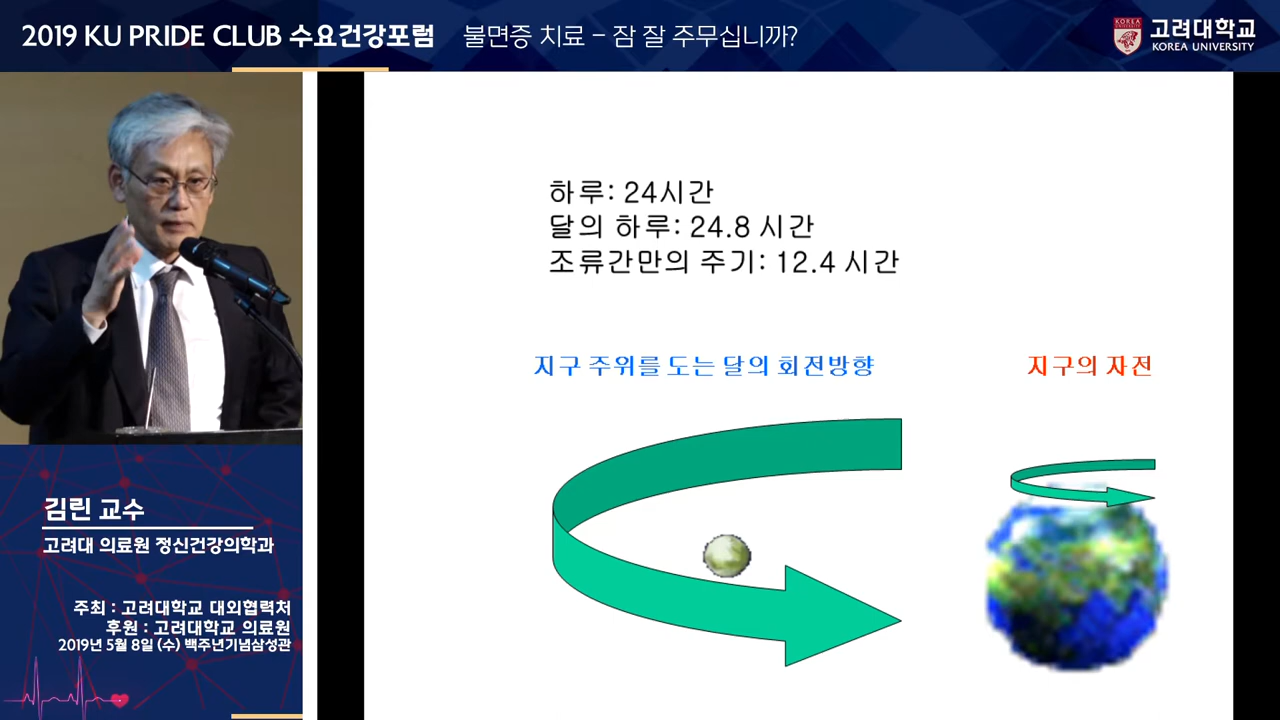 2019 KU PRIDE CLUB 수요건강포럼 불면증 치료 – 잠 잘 주무십니까?
KOREA
고려대학교
KOREA UNIVERSITY
하루: 24시간
달의 하루: 24.8 시간
조류간만의 주기: 12.4 시간
지구 주위를 도는 달의 회전방향
지구의 자전
김린 교수
고려대 의료원 정신건강의학과
주최 : 고려대학교 대외협력처
후원 : 고려대학교 의료원
2019년 5월 8일 (수) 백주년기념삼성관